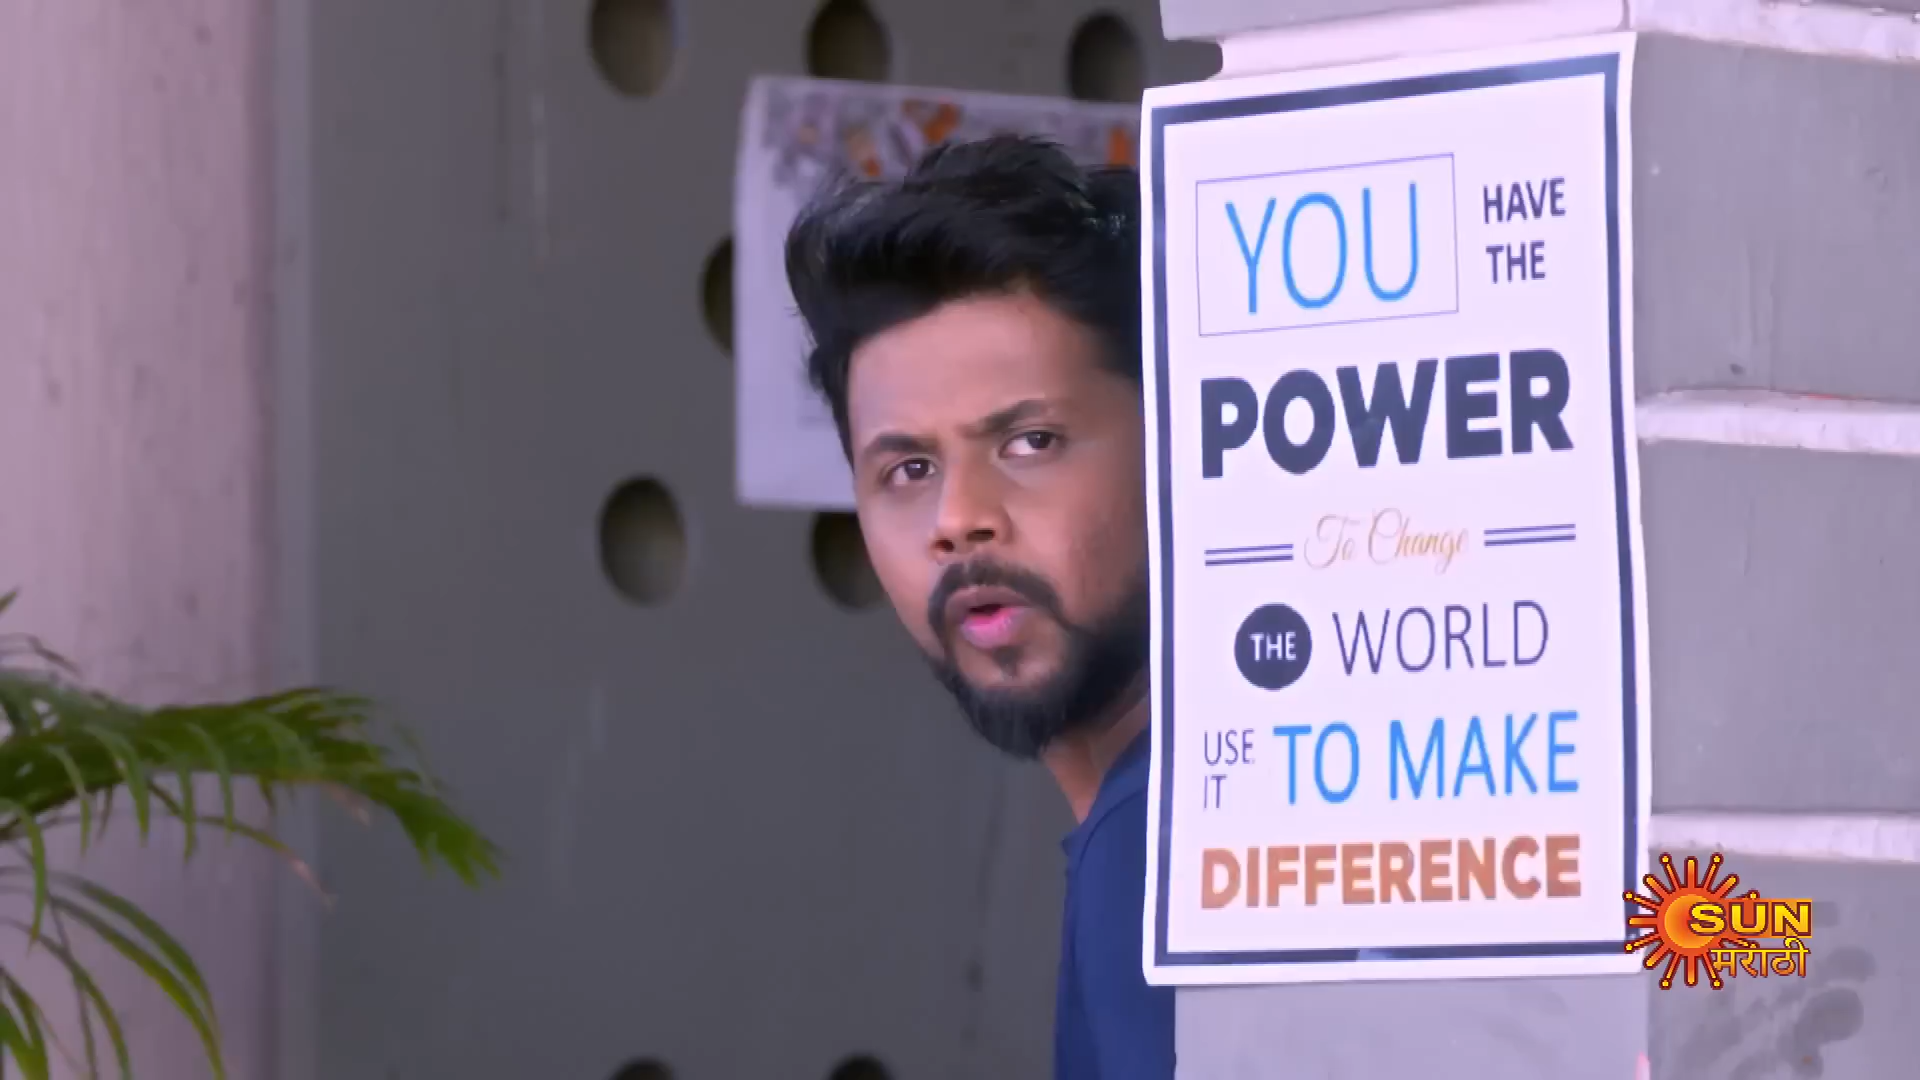 YOU HAVE
THE
POWER
To Change
THE WORLD
USE
IT TO MAKE
DIFFERENCE
SUN
मराठी